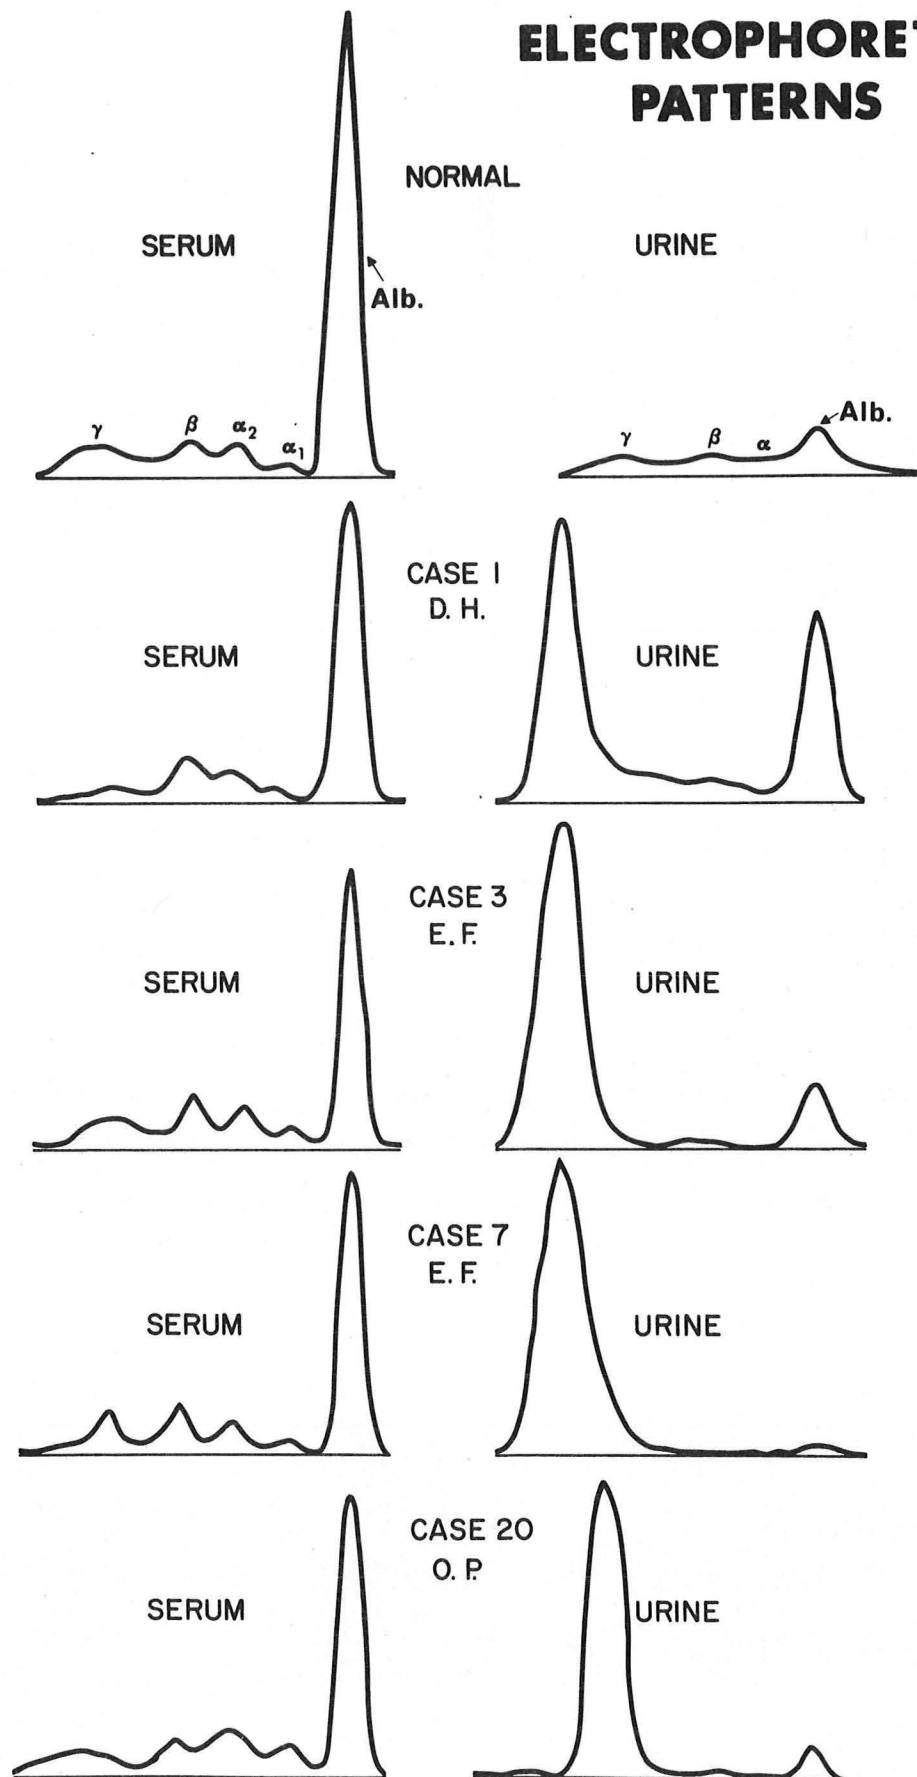 ELECTROPHORET
PATTERNS
NORMAL
SERUM
URINE
Alb.
γ
β
α₂
α₁
γ
β
α
Alb.
CASE 1
D. H.
SERUM
URINE
CASE 3
E. F.
SERUM
URINE
CASE 7
E. F.
SERUM
URINE
CASE 20
O. P.
SERUM
URINE